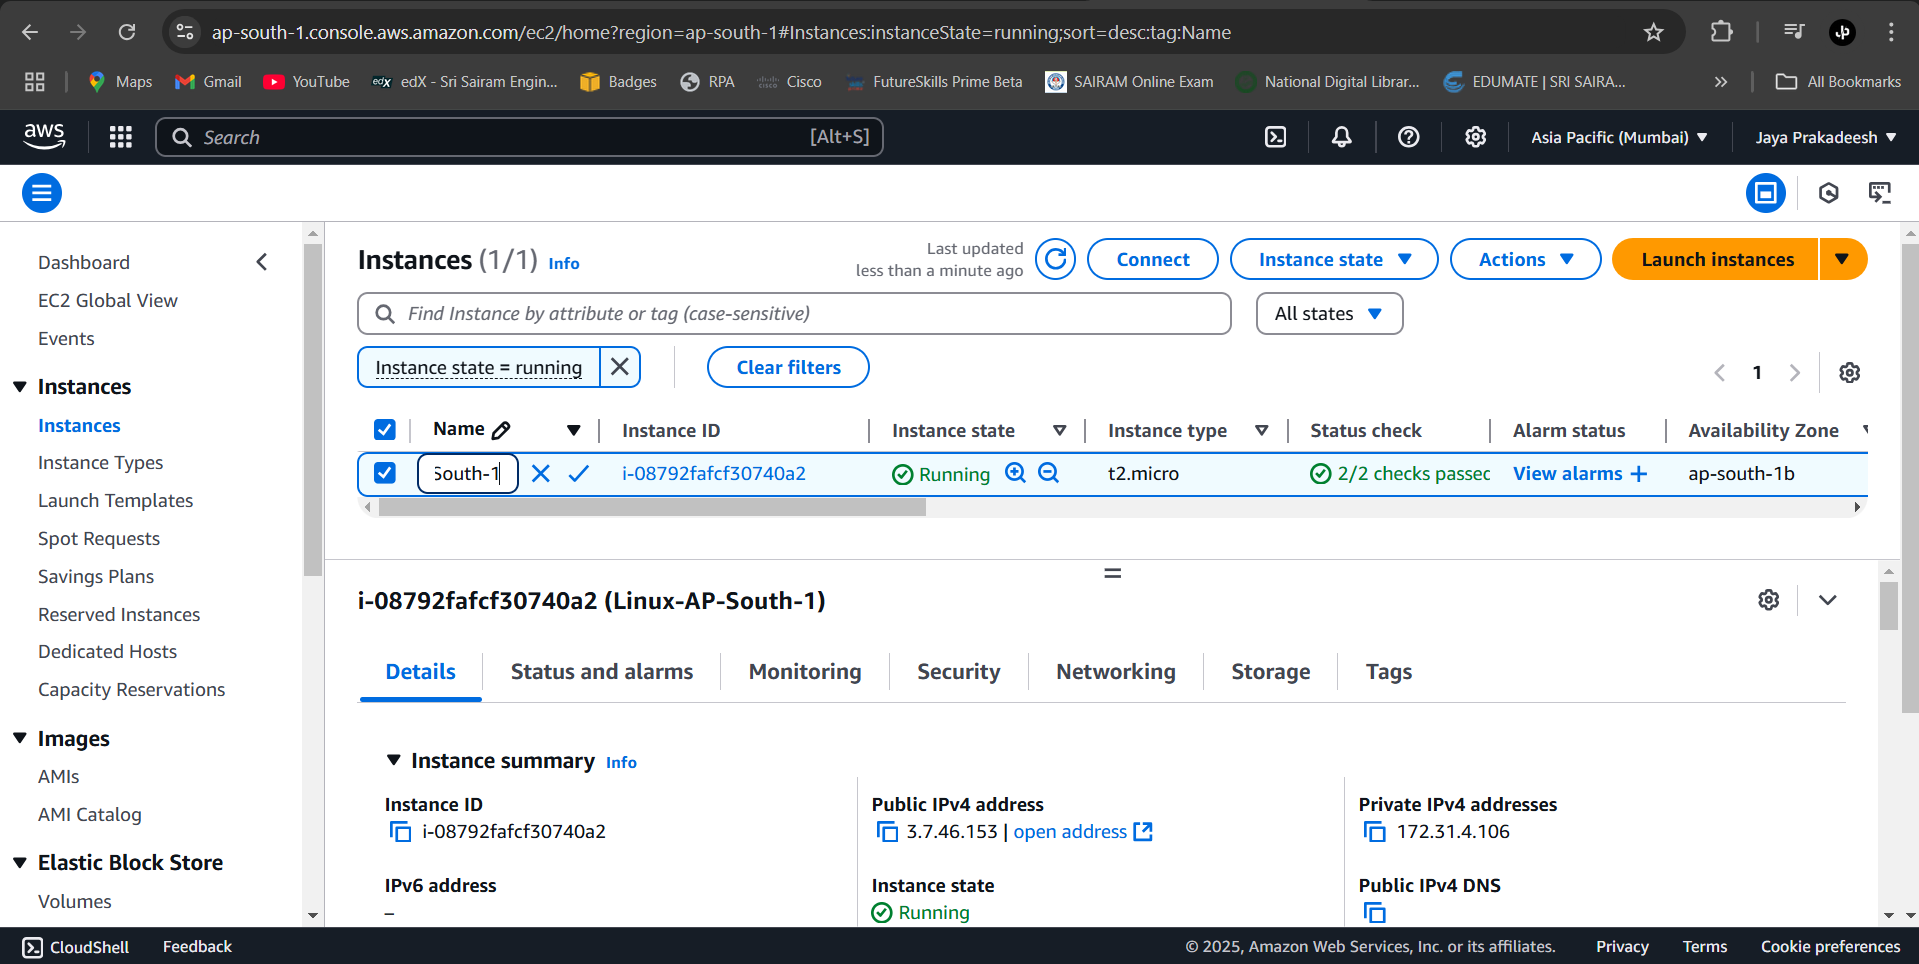 ap-south-1.console.aws.amazon.com/ec2/home?region=ap-south-1#Instances:instanceState=running;sort=desc:tag:Name
Maps Gmail YouTube edX edX - Sri Sairam Engin... Badges RPA Cisco FutureSkills Prime Beta SAIRAM Online Exam National Digital Librar... EDUMATE | SRI SAIRA... » All Bookmarks
aws Search [Alt+S] Asia Pacific (Mumbai) Jaya Prakadeesh
Dashboard
EC2 Global View
Events
Instances
Instances
Instance Types
Launch Templates
Spot Requests
Savings Plans
Reserved Instances
Dedicated Hosts
Capacity Reservations
Images
AMIs
AMI Catalog
Elastic Block Store
Volumes
Instances (1/1) Info
Last updated
less than a minute ago
Connect Instance state Actions Launch instances
Find Instance by attribute or tag (case-sensitive) All states
Instance state = running Clear filters
1
Name Instance ID Instance state Instance type Status check Alarm status Availability Zone
South-1 i-08792fafcf30740a2 Running t2.micro 2/2 checks passed View alarms + ap-south-1b
i-08792fafcf30740a2 (Linux-AP-South-1)
Details Status and alarms Monitoring Security Networking Storage Tags
Instance summary Info
Instance ID
i-08792fafcf30740a2
Public IPv4 address
3.7.46.153 | open address
Private IPv4 addresses
172.31.4.106
IPv6 address
–
Instance state
Running
Public IPv4 DNS
CloudShell Feedback © 2025, Amazon Web Services, Inc. or its affiliates. Privacy Terms Cookie preferences